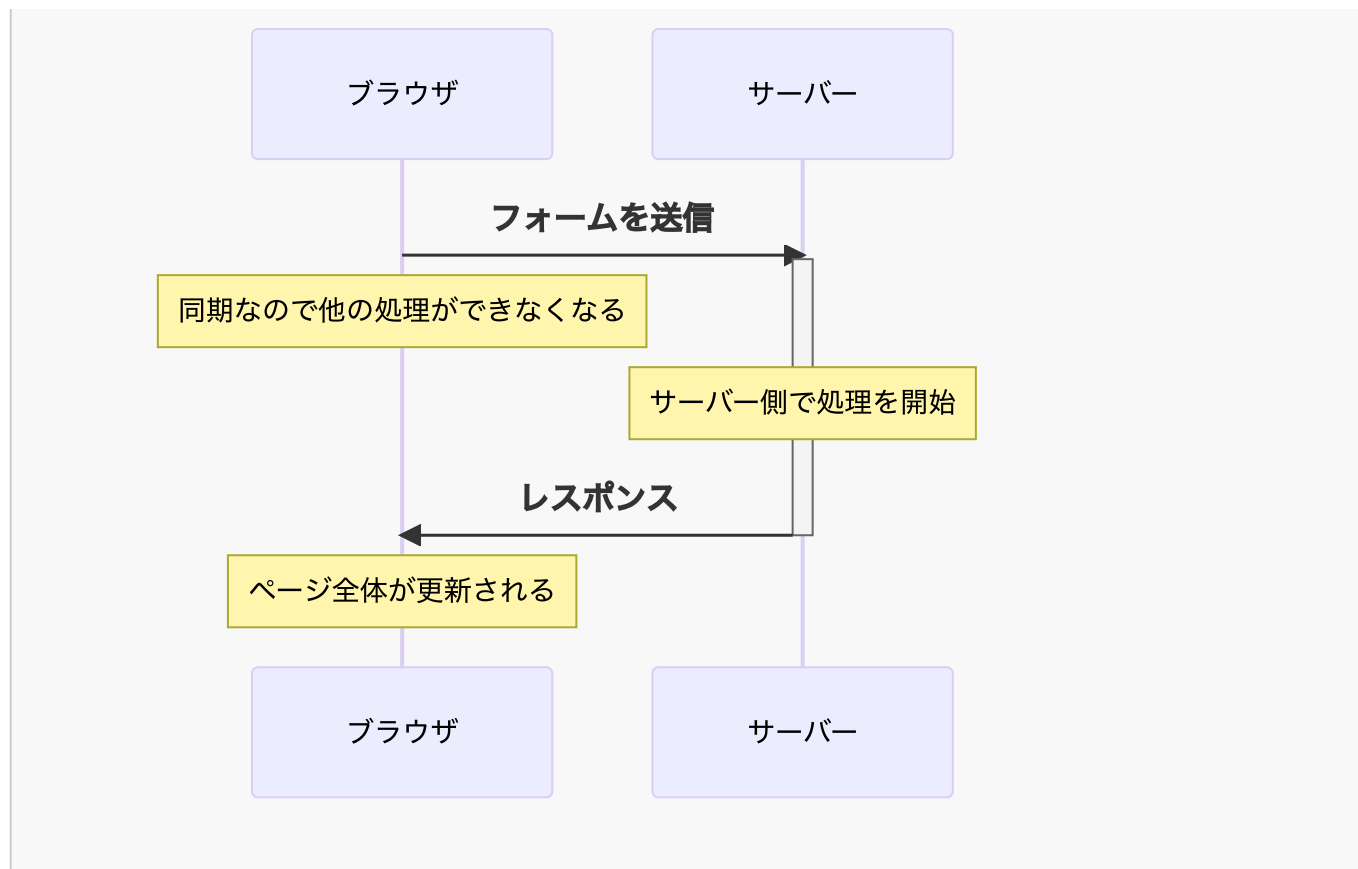 ブラウザ
サーバー
フォームを送信
同期なので他の処理ができなくなる
サーバー側で処理を開始
レスポンス
ページ全体が更新される
ブラウザ
サーバー